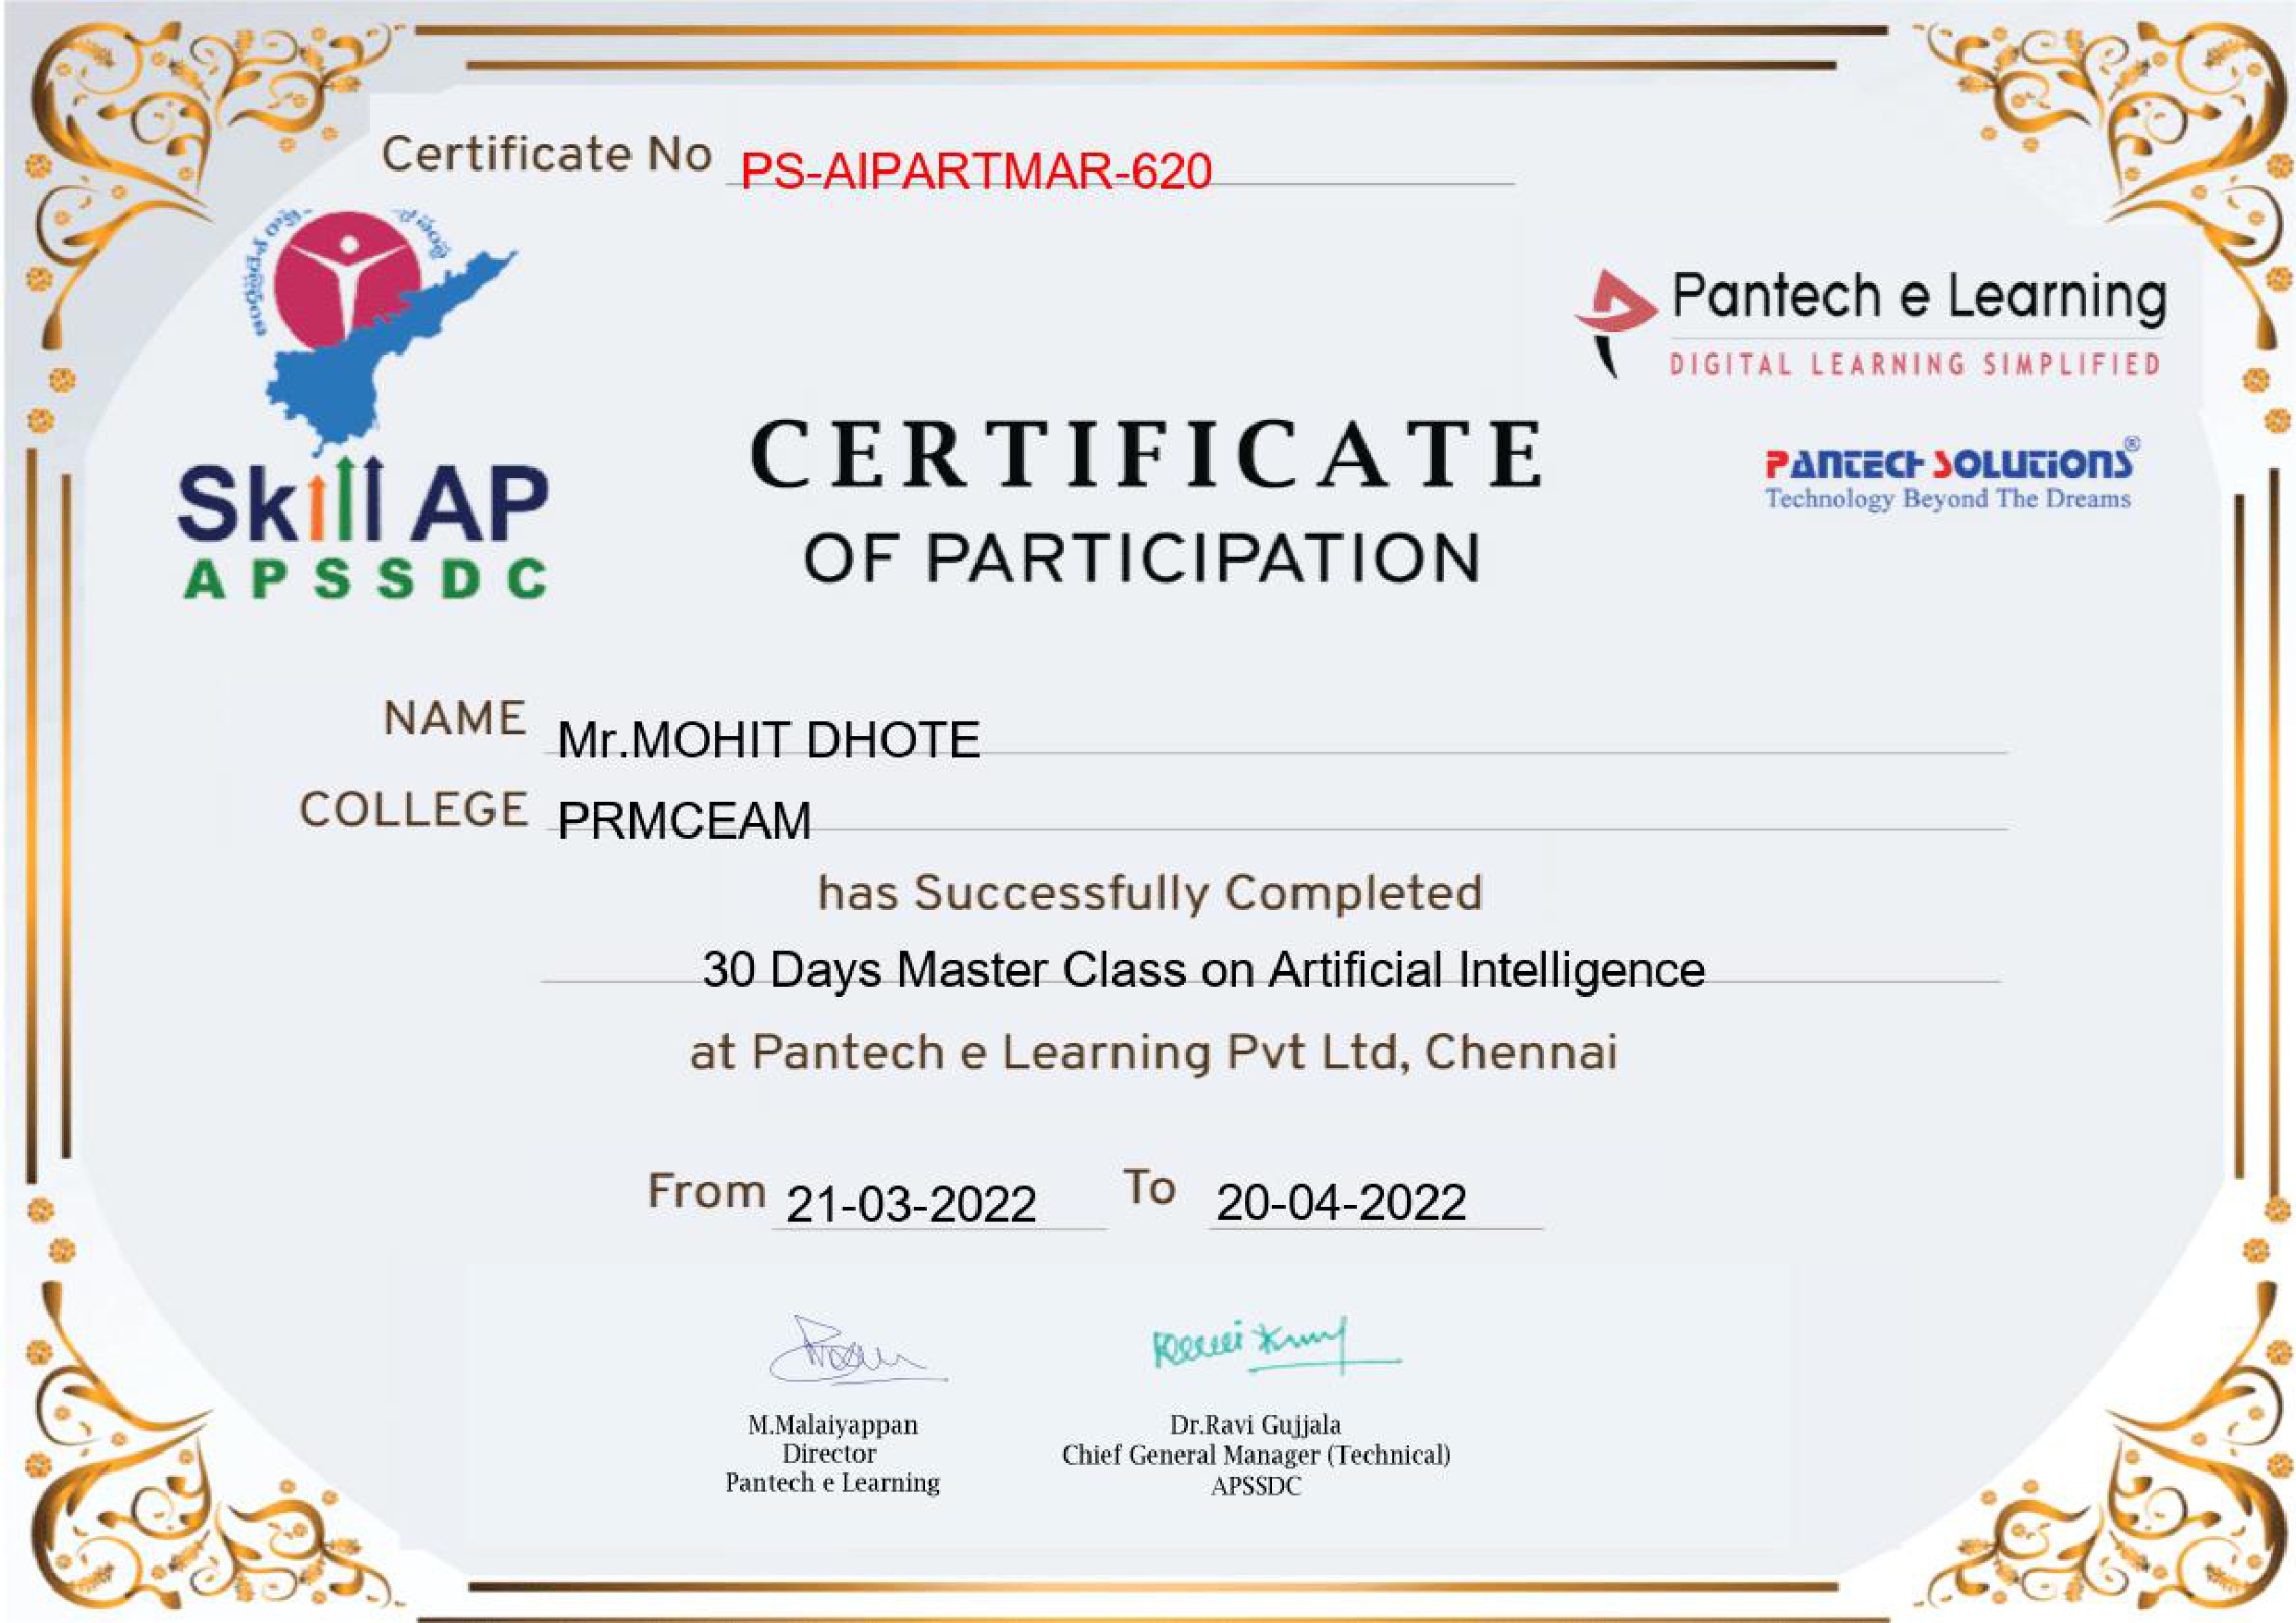 Certificate No PS-AIPARTMAR-620
Pantech e Learning
DIGITAL LEARNING SIMPLIFIED
PANTECH SOLUTIONS®
Technology Beyond The Dreams
Skill AP
APSSDC
CERTIFICATE
OF PARTICIPATION
NAME Mr.MOHIT DHOTE
COLLEGE PRMCEAM
has Successfully Completed
30 Days Master Class on Artificial Intelligence
at Pantech e Learning Pvt Ltd, Chennai
From 21-03-2022 To 20-04-2022
M.Malaiyappan
Director
Pantech e Learning
Dr.Ravi Gujjala
Chief General Manager (Technical)
APSSDC